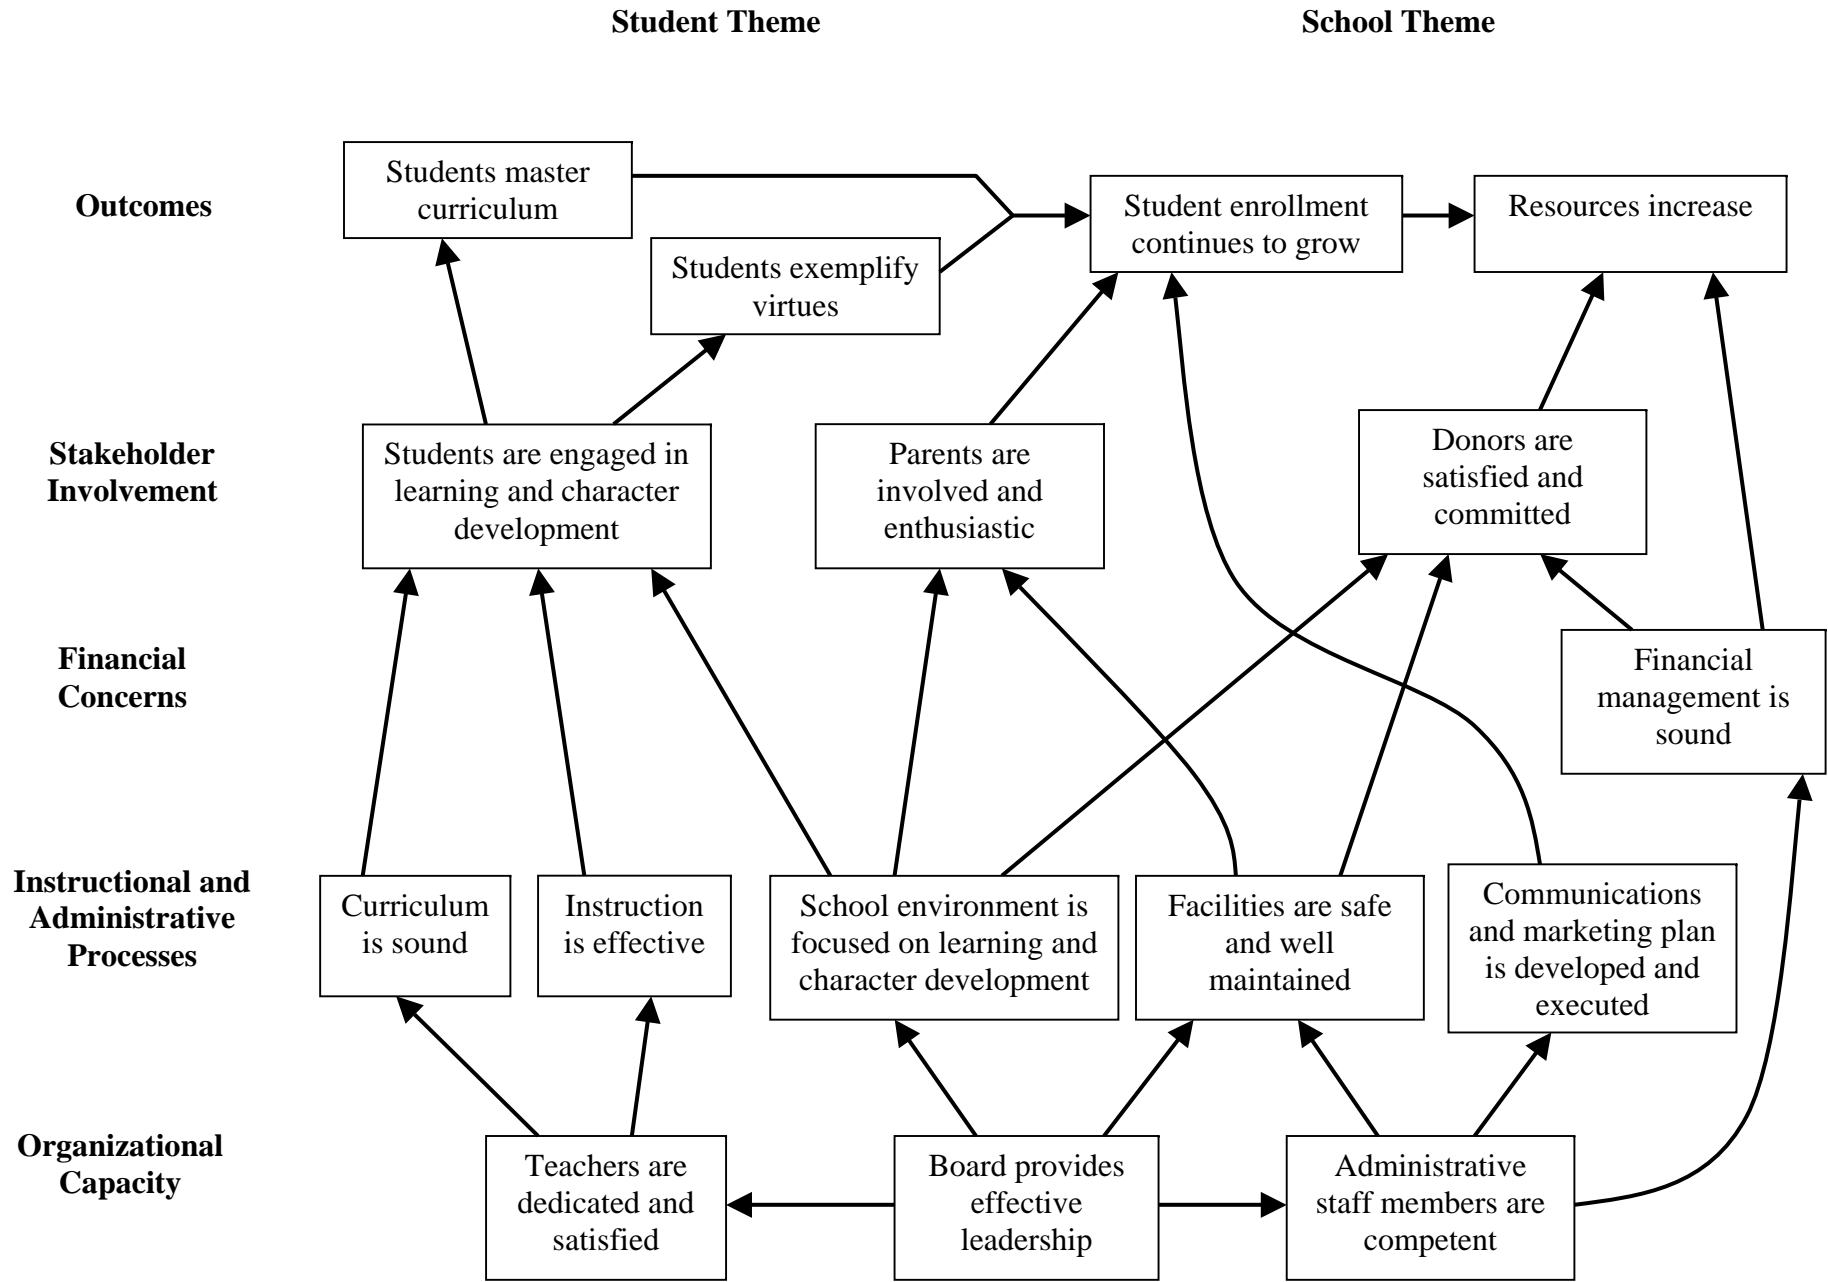 Student Theme
School Theme
Outcomes
Students master
curriculum
Students exemplify
virtues
Student enrollment
continues to grow
Resources increase
Stakeholder
Involvement
Students are engaged in
learning and character
development
Parents are
involved and
enthusiastic
Donors are
satisfied and
committed
Financial
Concerns
Financial
management is
sound
Instructional and
Administrative
Processes
Curriculum
is sound
Instruction
is effective
School environment is
focused on learning and
character development
Facilities are safe
and well
maintained
Communications
and marketing plan
is developed and
executed
Organizational
Capacity
Teachers are
dedicated and
satisfied
Board provides
effective
leadership
Administrative
staff members are
competent